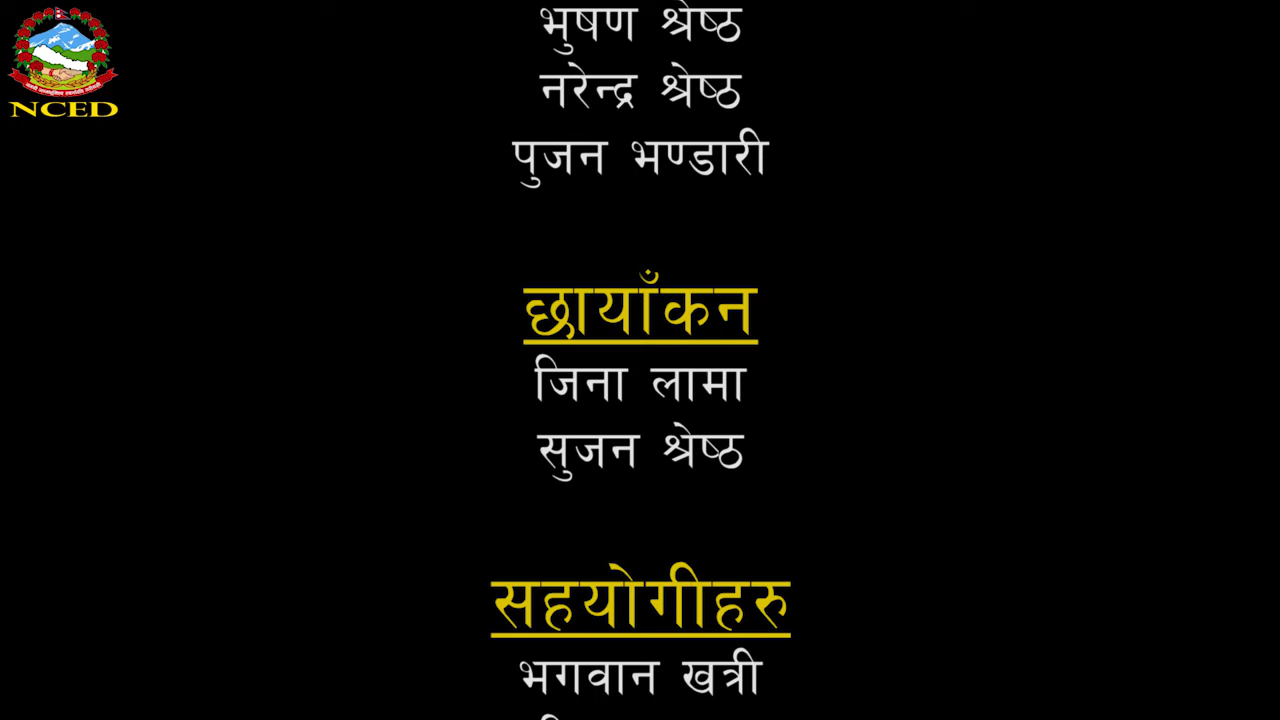 NCED
भुषण श्रेष्ठ
नरेन्द्र श्रेष्ठ
पुजन भण्डारी
छायाँकन
जिना लामा
सुजन श्रेष्ठ
सहयोगीहरु
भगवान खत्री